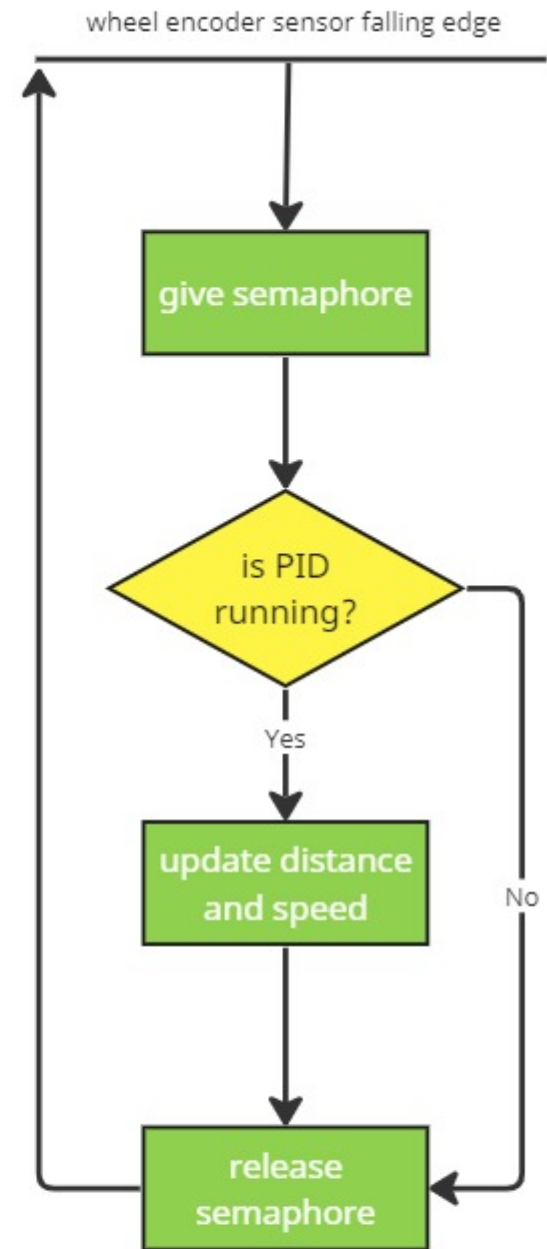 wheel encoder sensor falling edge
give semaphore
is PID
running?
Yes
update distance
and speed
No
release
semaphore